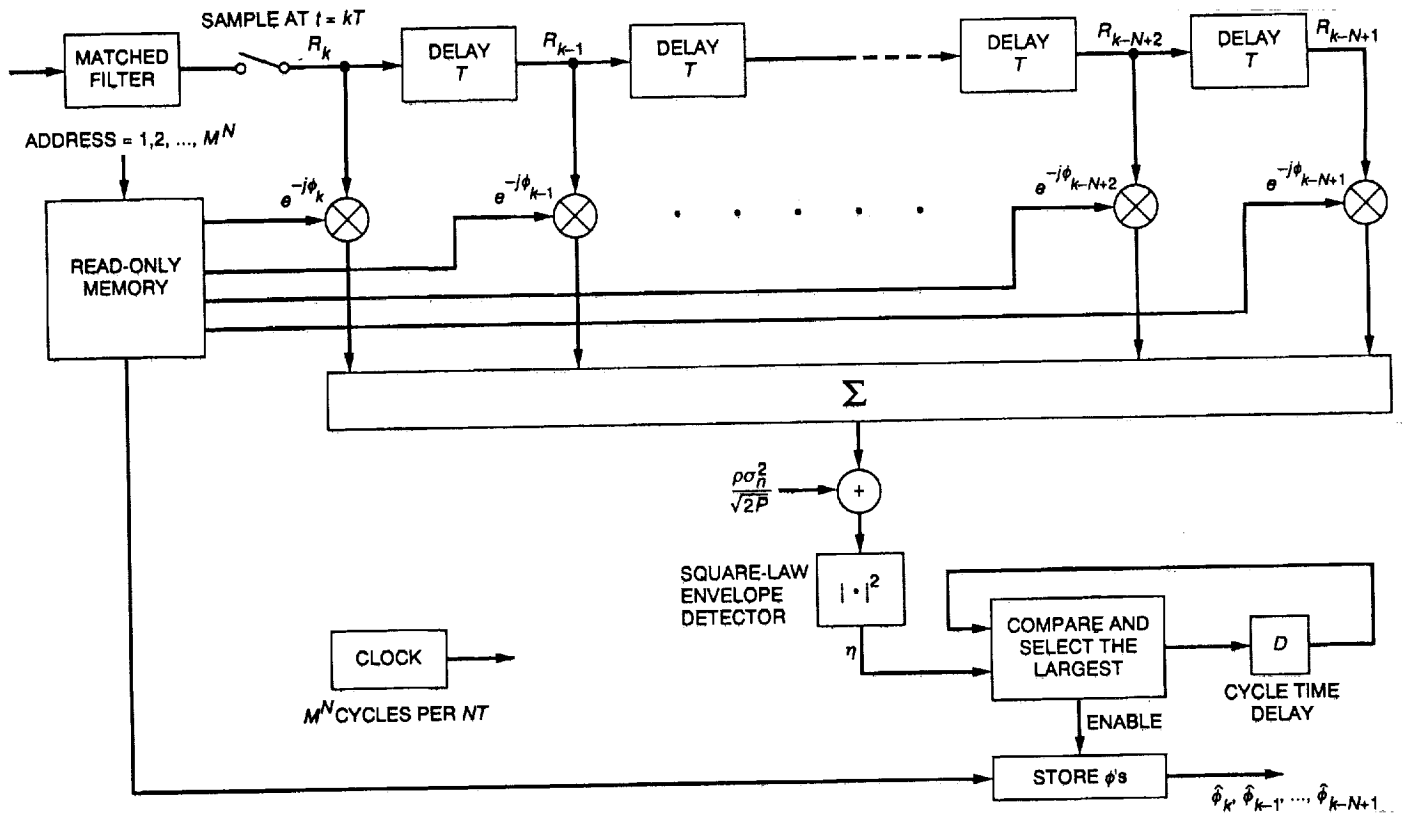 SAMPLE AT t = kT
MATCHED
FILTER
R_k
DELAY
T
R_{k–1}
DELAY
T
DELAY
T
R_{k–N+2}
DELAY
T
R_{k–N+1}
ADDRESS = 1,2, ..., M^N
e^{–jϕ_k}
e^{–jϕ_{k–1}}
e^{–jϕ_{k–N+2}}
e^{–jϕ_{k–N+1}}
READ-ONLY
MEMORY
Σ
ρσ_n^2
√2P
+
SQUARE-LAW
ENVELOPE
DETECTOR
| • |^2
η
COMPARE AND
SELECT THE
LARGEST
D
CYCLE TIME
DELAY
CLOCK
M^N CYCLES PER NT
ENABLE
STORE ϕ's
ϕ̂_k, ϕ̂_{k–1}, ..., ϕ̂_{k–N+1}